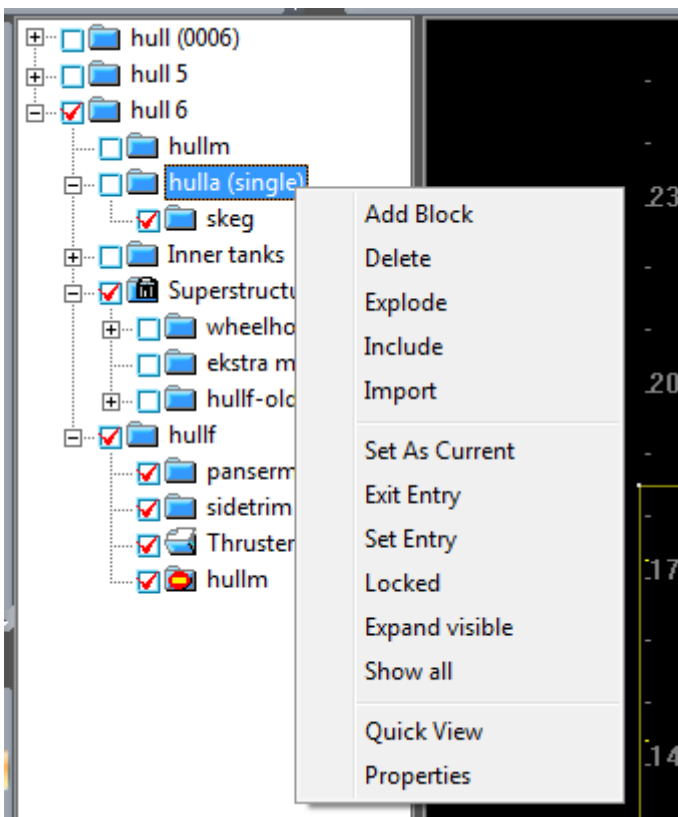 hull (0006)
hull 5
hull 6
hullm
hulla (single)
skeg
Inner tanks
Superstructu
wheelho
ekstra m
hullf-old
hullf
panserm
sidetrim
Thruster
hullm
Add Block
Delete
Explode
Include
Import
Set As Current
Exit Entry
Set Entry
Locked
Expand visible
Show all
Quick View
Properties
23
20
17
14